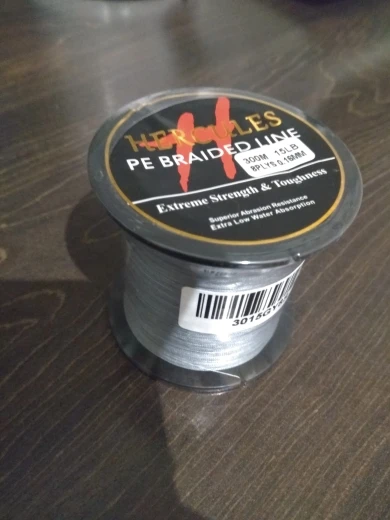 HERCULES
PE BRAIDED LINE
300M 15LB
8PLYS 0.16MM
Extreme Strength & Toughness
Superior Abrasion Resistance
Extra Low Water Absorption